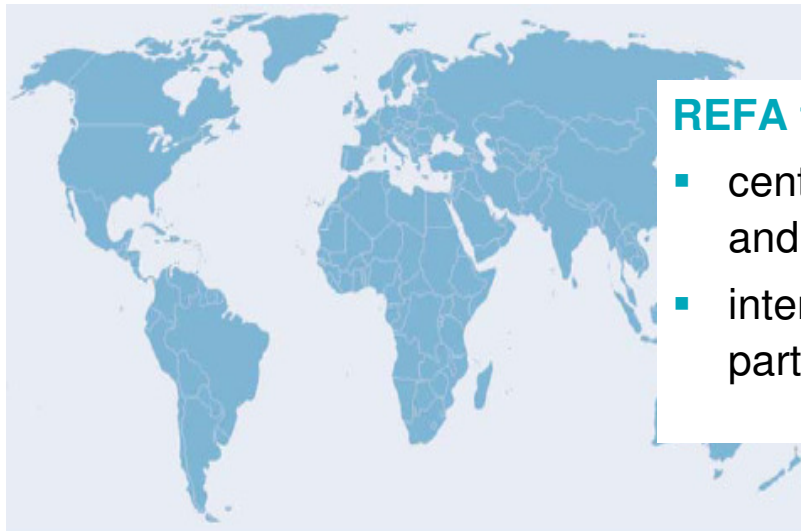 REFA
▪ cent
and
▪ inter
part